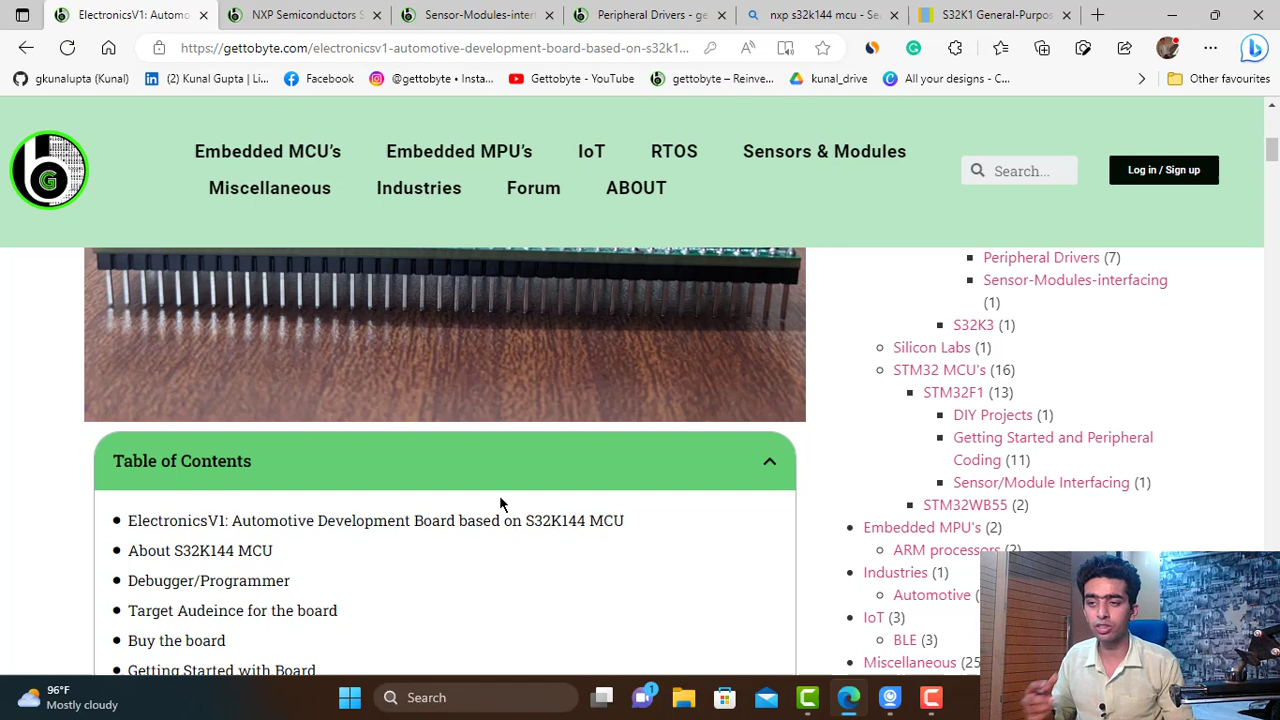 ElectronicsV1: Automo
NXP Semiconductors S
Sensor-Modules-interf
Peripheral Drivers - ge
nxp s32k144 mcu - Se
S32K1 General-Purpos
https://gettobyte.com/electronicsv1-automotive-development-board-based-on-s32k1...
gkunalupta (Kunal)
(2) Kunal Gupta | Li...
Facebook
@gettobyte • Insta...
Gettobyte - YouTube
gettobyte – Reinve...
kunal_drive
All your designs - C...
Other favourites
Embedded MCU's
Embedded MPU's
IoT
RTOS
Sensors & Modules
Miscellaneous
Industries
Forum
ABOUT
Search...
Log in / Sign up
Peripheral Drivers (7)
Sensor-Modules-interfacing
(1)
S32K3 (1)
Silicon Labs (1)
STM32 MCU's (16)
STM32F1 (13)
DIY Projects (1)
Getting Started and Peripheral
Coding (11)
Sensor/Module Interfacing (1)
STM32WB55 (2)
Embedded MPU's (2)
ARM processors (2)
Industries (1)
Automotive (
IoT (3)
BLE (3)
Miscellaneous (25
Table of Contents
ElectronicsV1: Automotive Development Board based on S32K144 MCU
About S32K144 MCU
Debugger/Programmer
Target Audeince for the board
Buy the board
Getting Started with Board
96°F
Mostly cloudy
Search
1